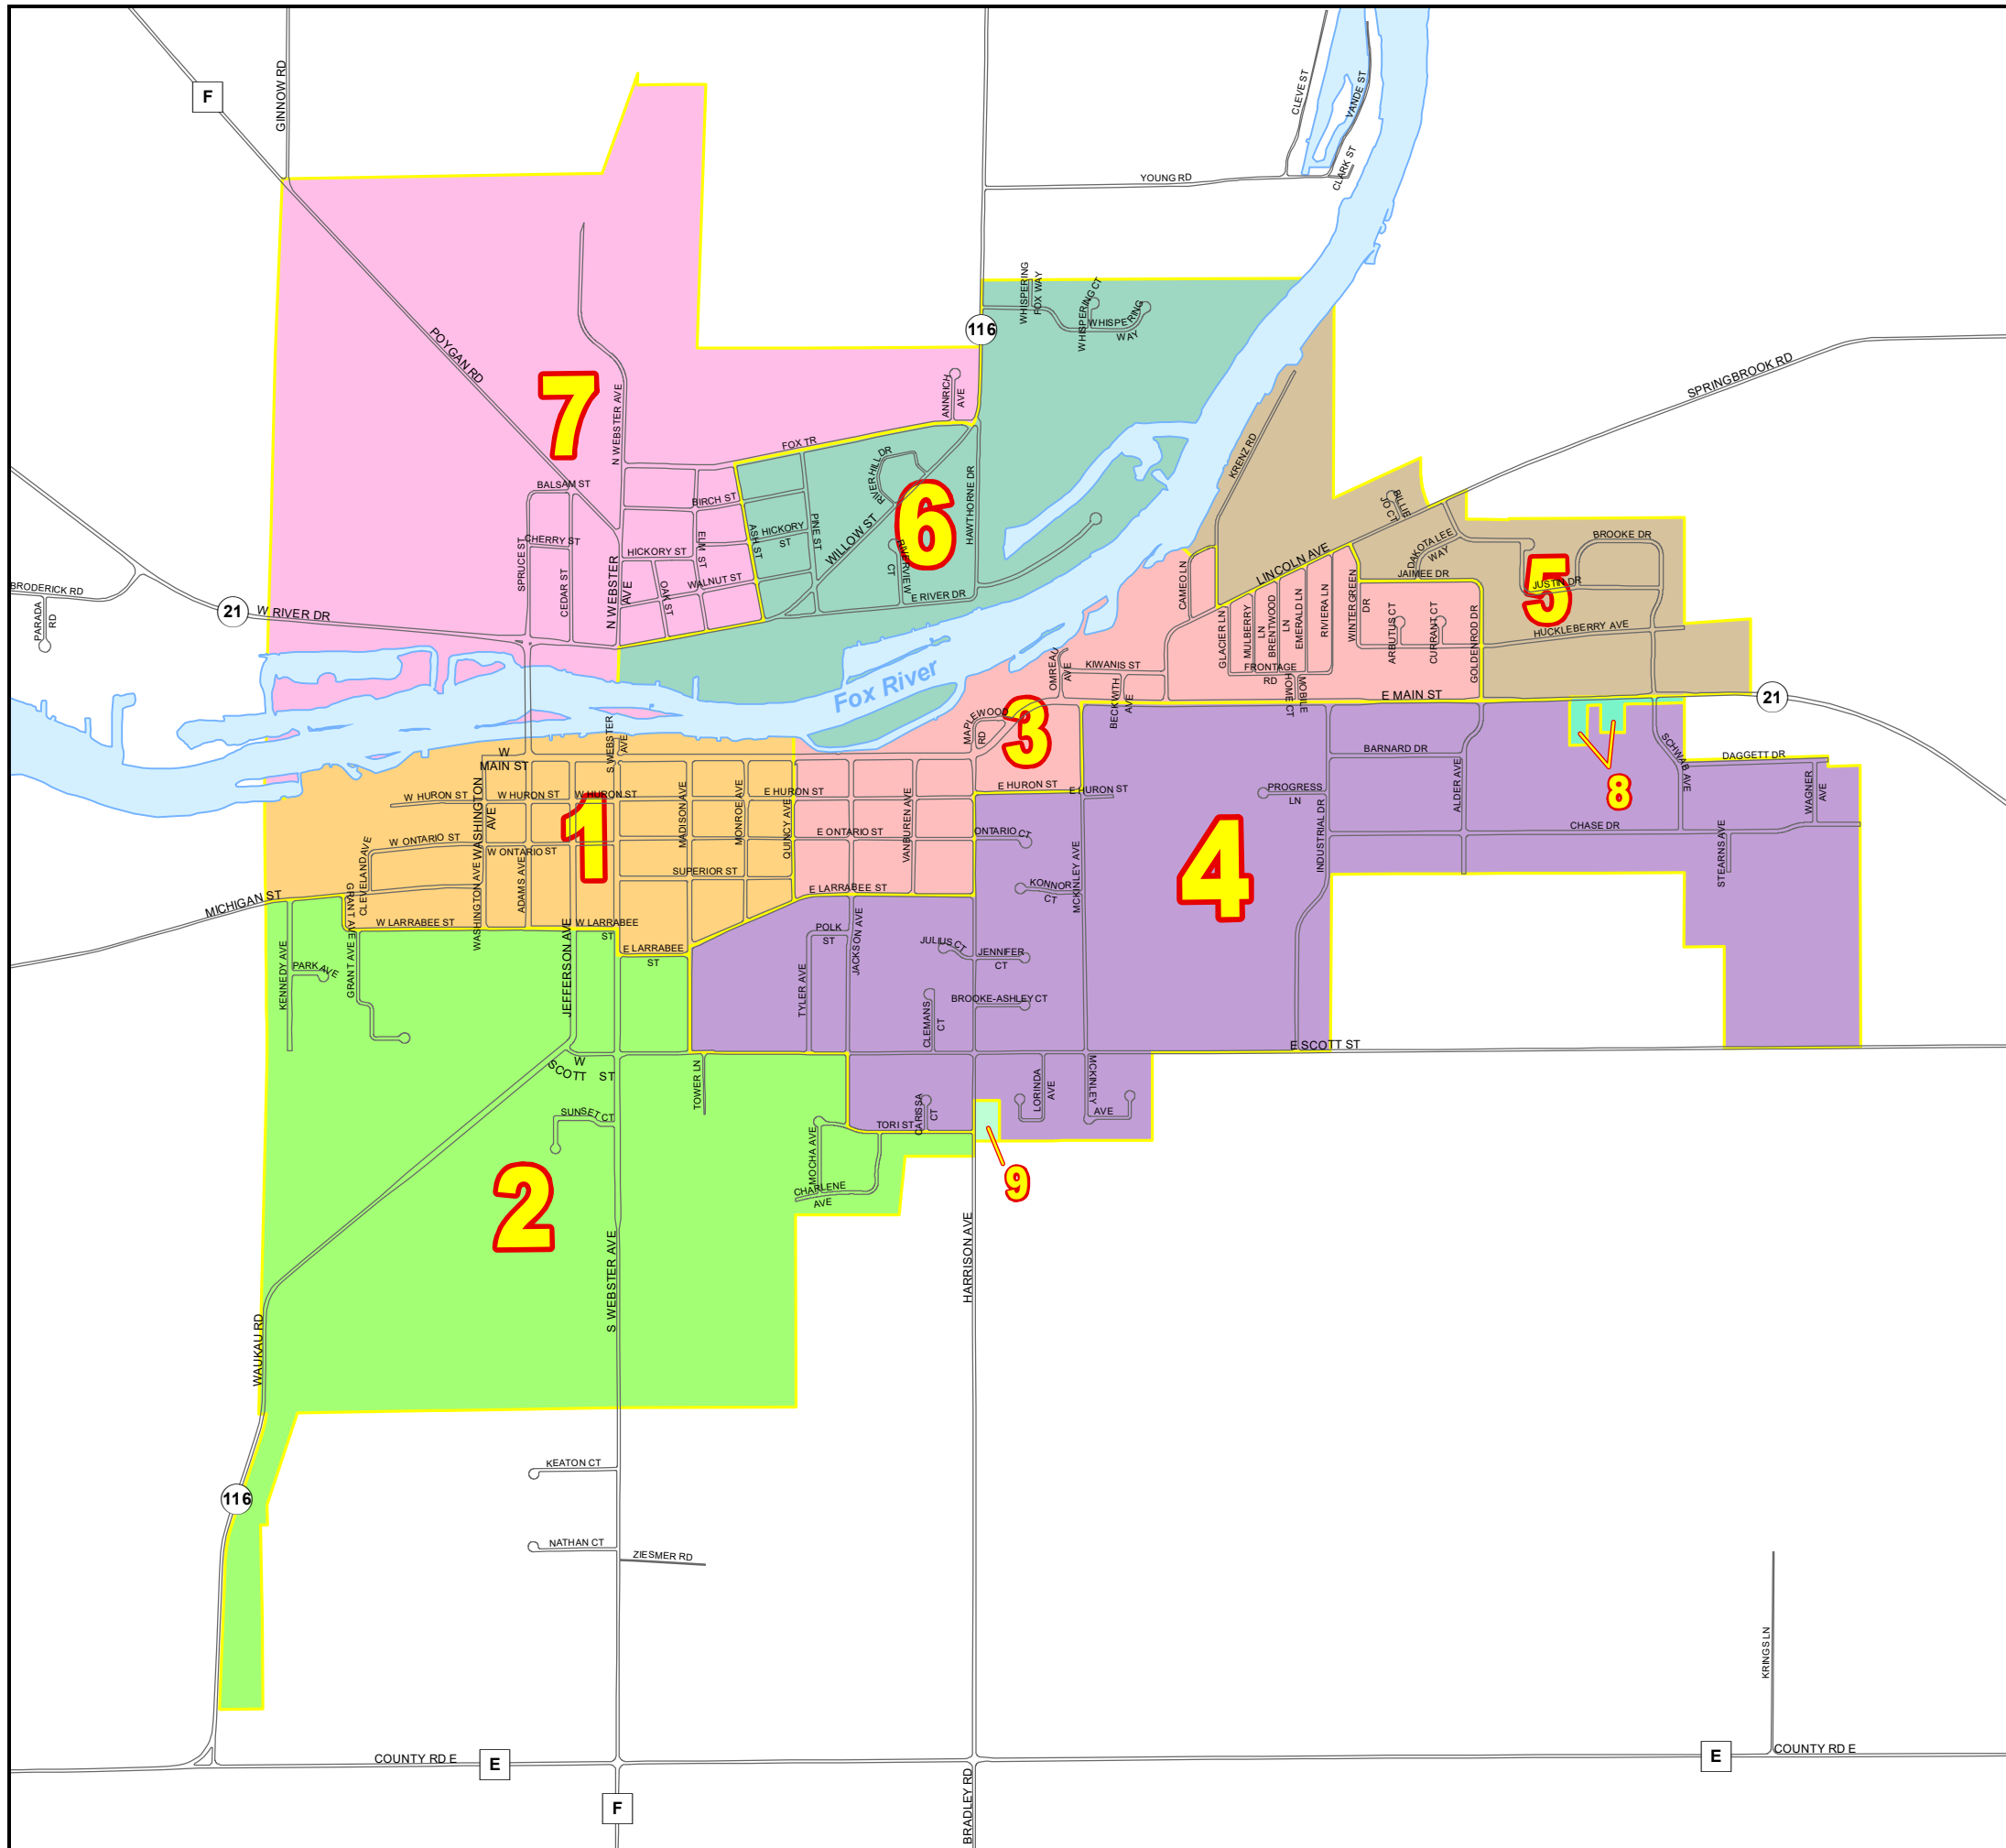 F
GINNOW RD
CLEVE ST
VANDE ST
CLARK ST
YOUNG RD
116
WHISPERING
FOX WAY
WHISPERING CT
WHISPERING
WAY
POYGAN RD
7
N WEBSTER AVE
ANNRICH
AVE
FOX TR
SPRINGBROOK RD
KRENZ RD
RIVER HILL DR
6
HAWTHORNE DR
BALSAM ST
BIRCH ST
ASH ST
HICKORY
ST
PINE ST
WILLOW ST
RIVERVIEW
CT
BILLIE
JO CT
BROOKE DR
DAKOTA LEE
WAY
LINCOLN AVE
JAIMEE DR
JUSTIN DR
5
SPRUCE ST
CHERRY ST
CEDAR ST
HICKORY ST
ELM ST
WALNUT ST
OAK ST
N WEBSTER
AVE
E RIVER DR
BRODERICK RD
PARADA
RD
21
W RIVER DR
CAMEO LN
GLACIER LN
MULBERRY
LN
BRENTWOOD
LN
EMERALD LN
RIVIERA LN
WINTERGREEN
DR
ARBUTUS CT
CURRANT CT
GOLDENROD DR
HUCKLEBERRY AVE
OMREAU
AVE
KIWANIS ST
FRONTAGE
RD
BECKWITH
AVE
MOBILE
HOME CT
E MAIN ST
21
Fox River
MAPLEWOOD
RD
3
S WEBSTER
AVE
W
MAIN ST
BARNARD DR
SCHWAB AVE
DAGGETT DR
8
WAGNER
AVE
W HURON ST
W HURON ST
W HURON ST
WASHINGTON
AVE
1
MADISON AVE
MONROE AVE
QUINCY AVE
E HURON ST
VANBUREN AVE
E HURON ST
E HURON ST
PROGRESS
LN
ALDER AVE
INDUSTRIAL DR
CHASE DR
STEARNS AVE
W ONTARIO ST
W ONTARIO ST
E ONTARIO ST
ONTARIO CT
CLEVELAND AVE
WASHINGTON AVE
ADAMS AVE
SUPERIOR ST
E LARRABEE ST
KONNOR
CT
MCKINLEY AVE
4
MICHIGAN ST
GRANT AVE
W LARRABEE ST
W LARRABEE
ST
E LARRABEE
ST
JEFFERSON AVE
POLK
ST
JACKSON AVE
JULIUS CT
JENNIFER
CT
KENNEDY AVE
PARK AVE
GRANT AVE
TYLER AVE
CLEMANS
CT
BROOKE-ASHLEY CT
E SCOTT ST
W
SCOTT ST
TOWER LN
LORINDA
AVE
MCKINLEY
AVE
SUNSET CT
CARISSA
CT
TORI ST
MOCHA AVE
CHARLENE
AVE
9
2
S WEBSTER AVE
HARRISON AVE
WAUKAU RD
116
KEATON CT
NATHAN CT
ZIESMER RD
KRINGS LN
COUNTY RD E
E
E
COUNTY RD E
F
BRADLEY RD